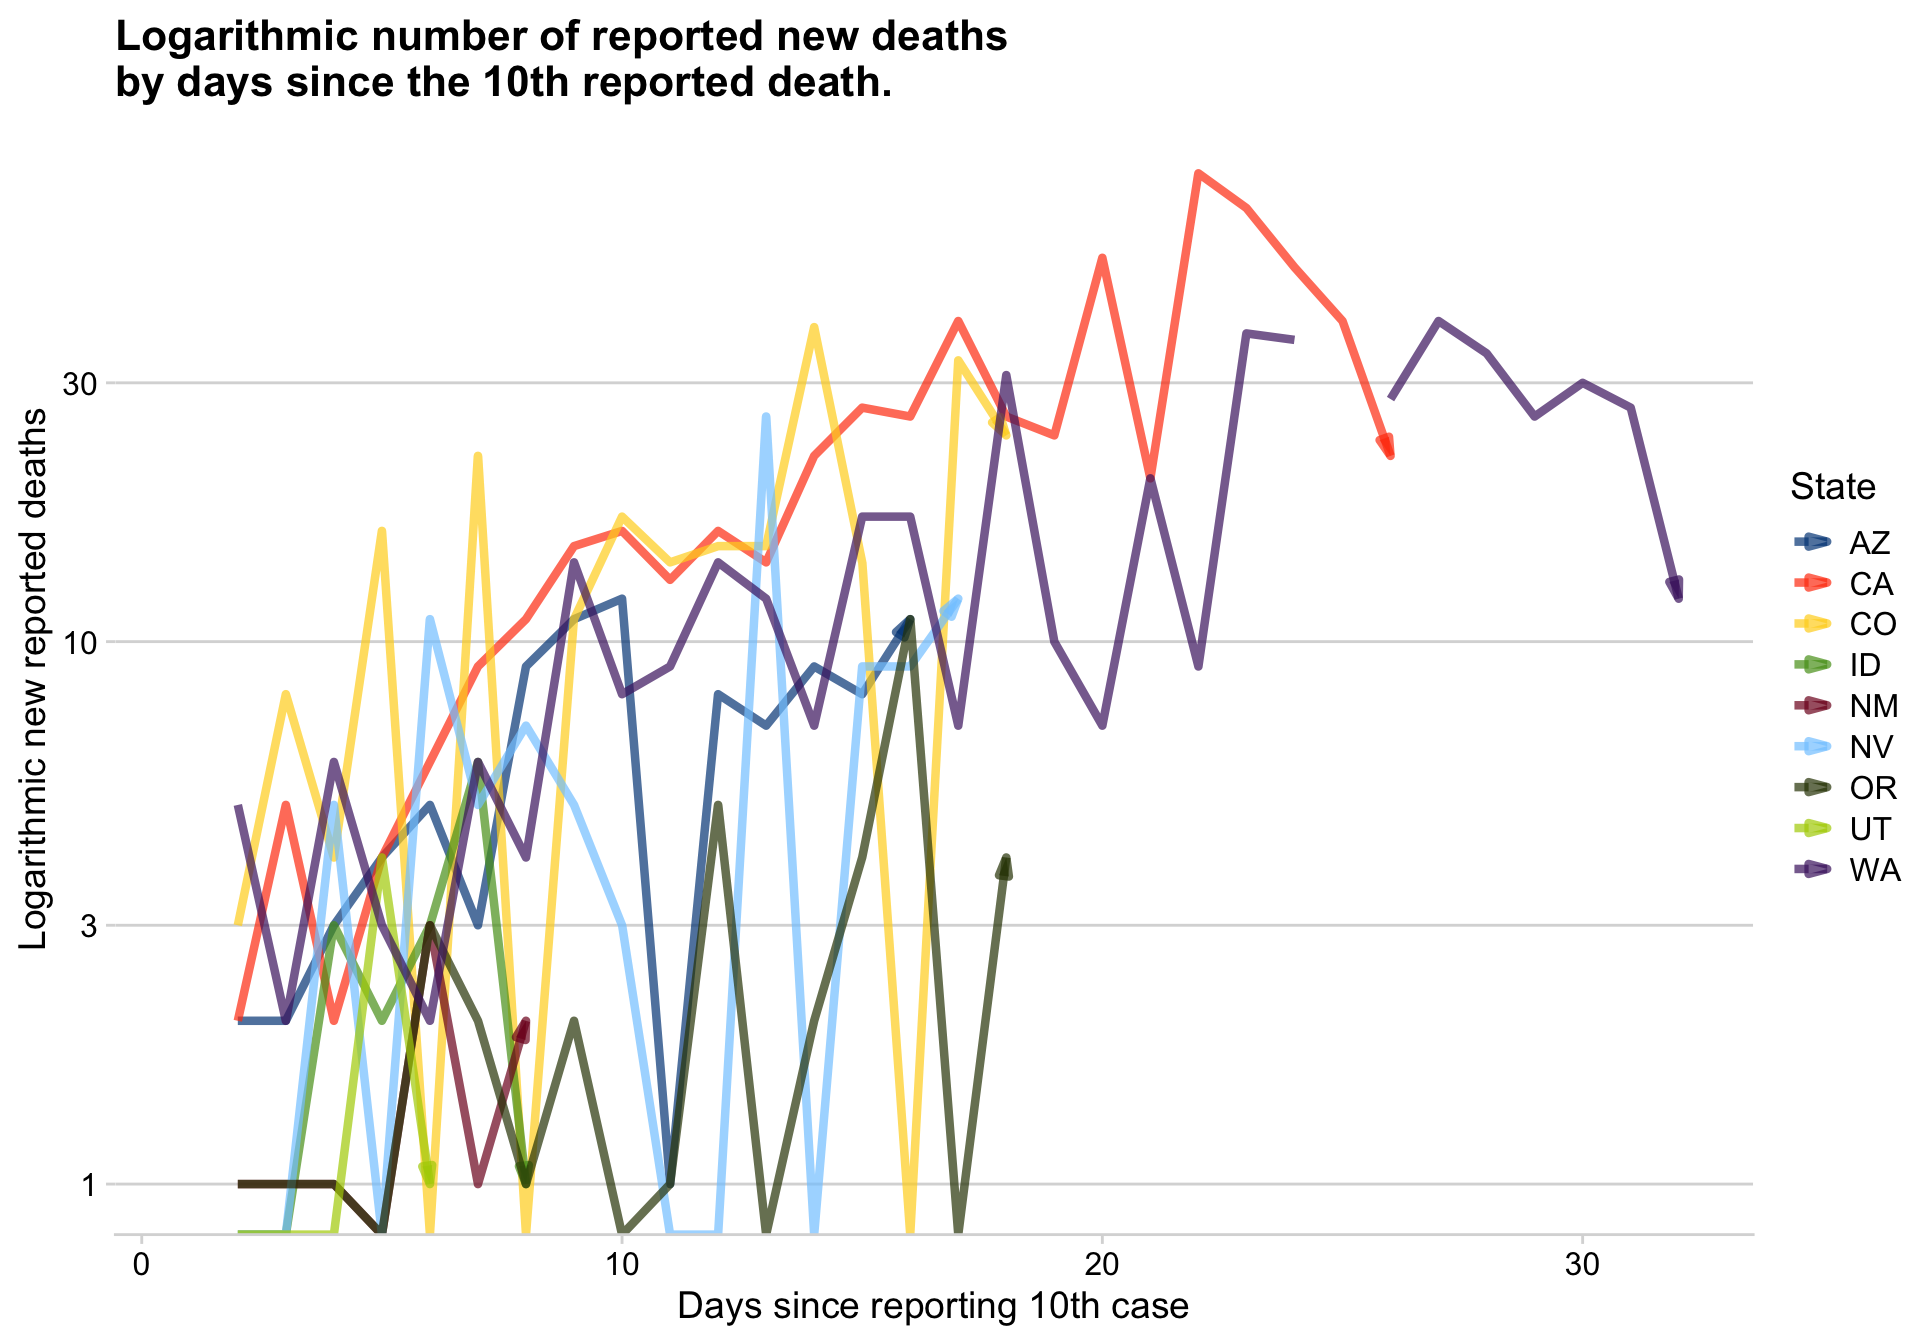 Logarithmic number of reported new deaths
by days since the 10th reported death.
Logarithmic new reported deaths
30
10
3
1
0
10
20
30
Days since reporting 10th case
State
AZ
CA
CO
ID
NM
NV
OR
UT
WA